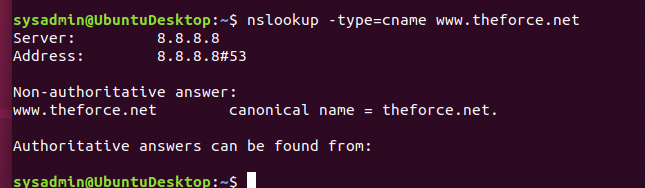 sysadmin@UbuntuDesktop:~$ nslookup -type=cname www.theforce.net
Server: 8.8.8.8
Address: 8.8.8.8#53
Non-authoritative answer:
www.theforce.net canonical name = theforce.net.
Authoritative answers can be found from:
sysadmin@UbuntuDesktop:~$